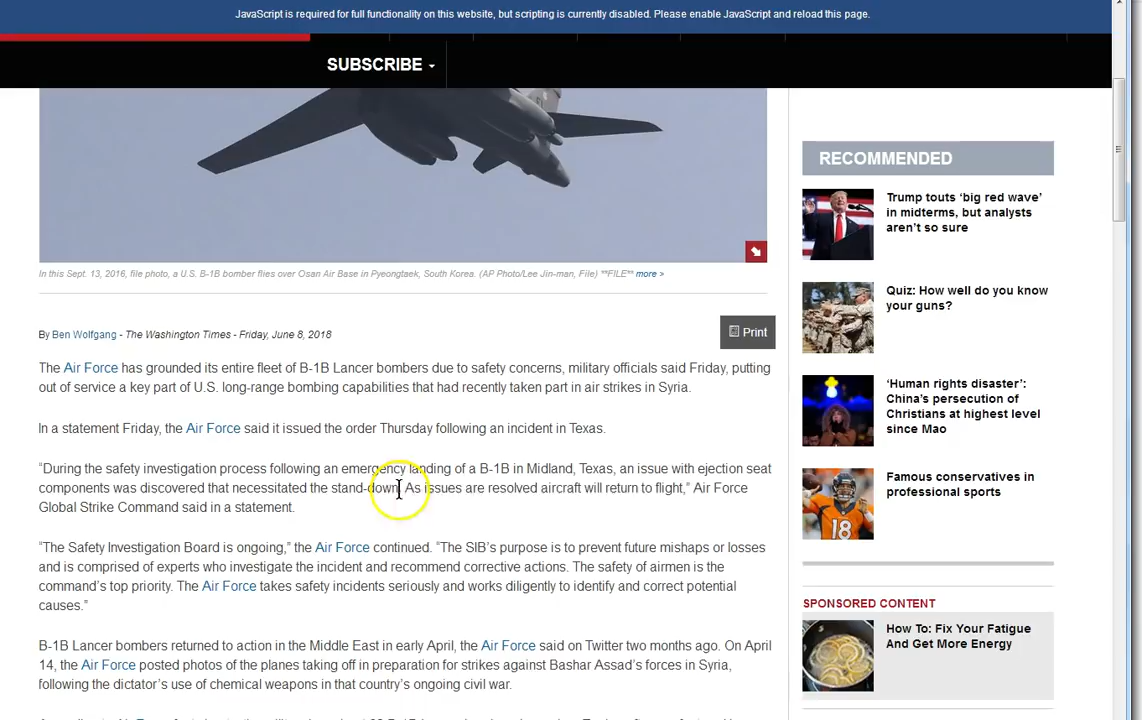 JavaScript is required for full functionality on this website, but scripting is currently disabled. Please enable JavaScript and reload this page.
SUBSCRIBE
In this Sept. 13, 2016, file photo, a U.S. B-1B bomber flies over Osan Air Base in Pyeongtaek, South Korea. (AP Photo/Lee Jin-man, File) **FILE** more >
By Ben Wolfgang - The Washington Times - Friday, June 8, 2018
Print
The Air Force has grounded its entire fleet of B-1B Lancer bombers due to safety concerns, military officials said Friday, putting
out of service a key part of U.S. long-range bombing capabilities that had recently taken part in air strikes in Syria.
In a statement Friday, the Air Force said it issued the order Thursday following an incident in Texas.
“During the safety investigation process following an emergency landing of a B-1B in Midland, Texas, an issue with ejection seat
components was discovered that necessitated the stand-down. As issues are resolved aircraft will return to flight,” Air Force
Global Strike Command said in a statement.
“The Safety Investigation Board is ongoing,” the Air Force continued. “The SIB’s purpose is to prevent future mishaps or losses
and is comprised of experts who investigate the incident and recommend corrective actions. The safety of airmen is the
command’s top priority. The Air Force takes safety incidents seriously and works diligently to identify and correct potential
causes.”
B-1B Lancer bombers returned to action in the Middle East in early April, the Air Force said on Twitter two months ago. On April
14, the Air Force posted photos of the planes taking off in preparation for strikes against Bashar Assad’s forces in Syria,
following the dictator’s use of chemical weapons in that country’s ongoing civil war.
RECOMMENDED
Trump touts ‘big red wave’
in midterms, but analysts
aren’t so sure
Quiz: How well do you know
your guns?
‘Human rights disaster’:
China’s persecution of
Christians at highest level
since Mao
Famous conservatives in
professional sports
SPONSORED CONTENT
How To: Fix Your Fatigue
And Get More Energy